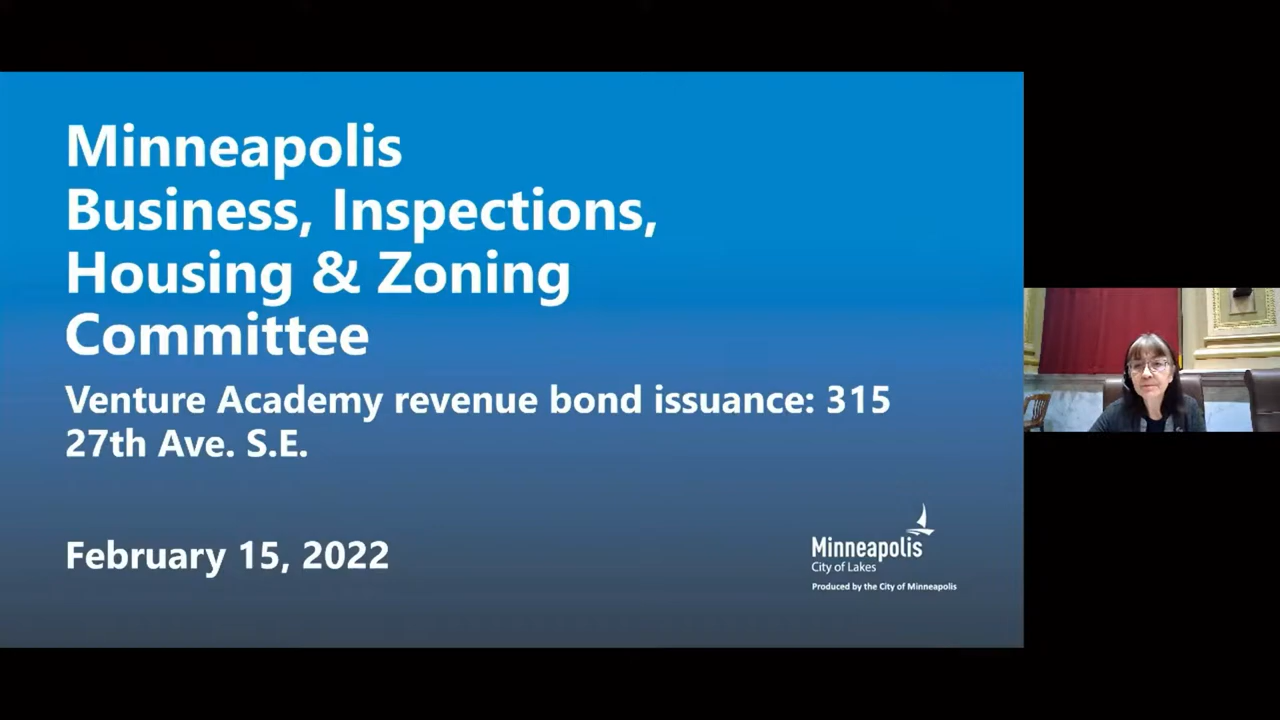 Minneapolis
Business, Inspections,
Housing & Zoning
Committee
Venture Academy revenue bond issuance: 315
27th Ave. S.E.
February 15, 2022
Minneapolis
City of Lakes
Produced by the City of Minneapolis